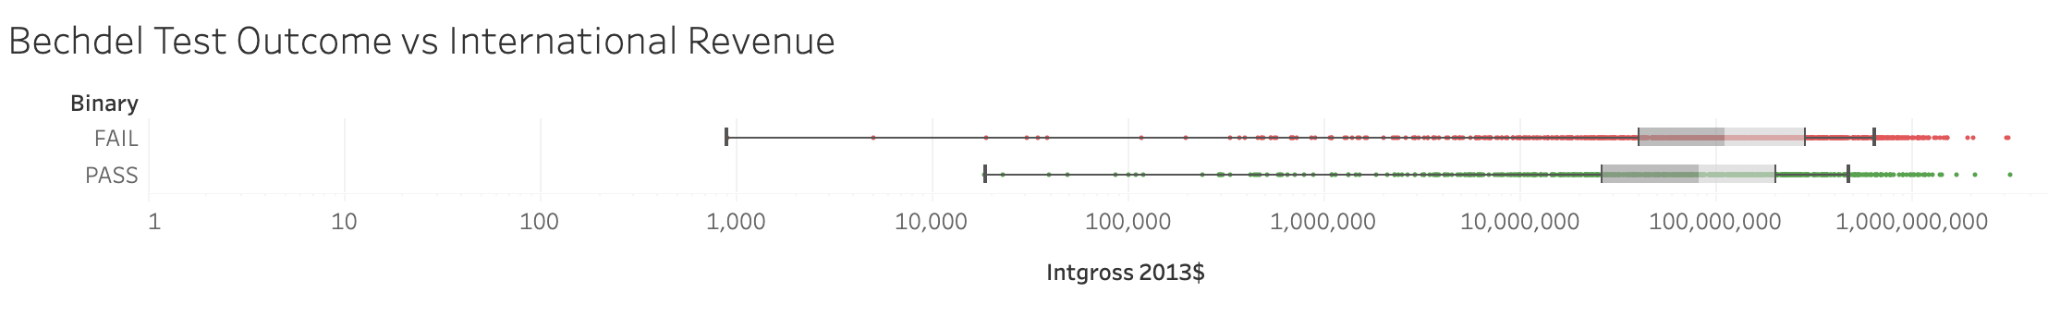 Bechdel Test Outcome vs International Revenue
Binary
FAIL
PASS
1 10 100 1,000 10,000 100,000 1,000,000 10,000,000 100,000,000 1,000,000,000
Intgross 2013$